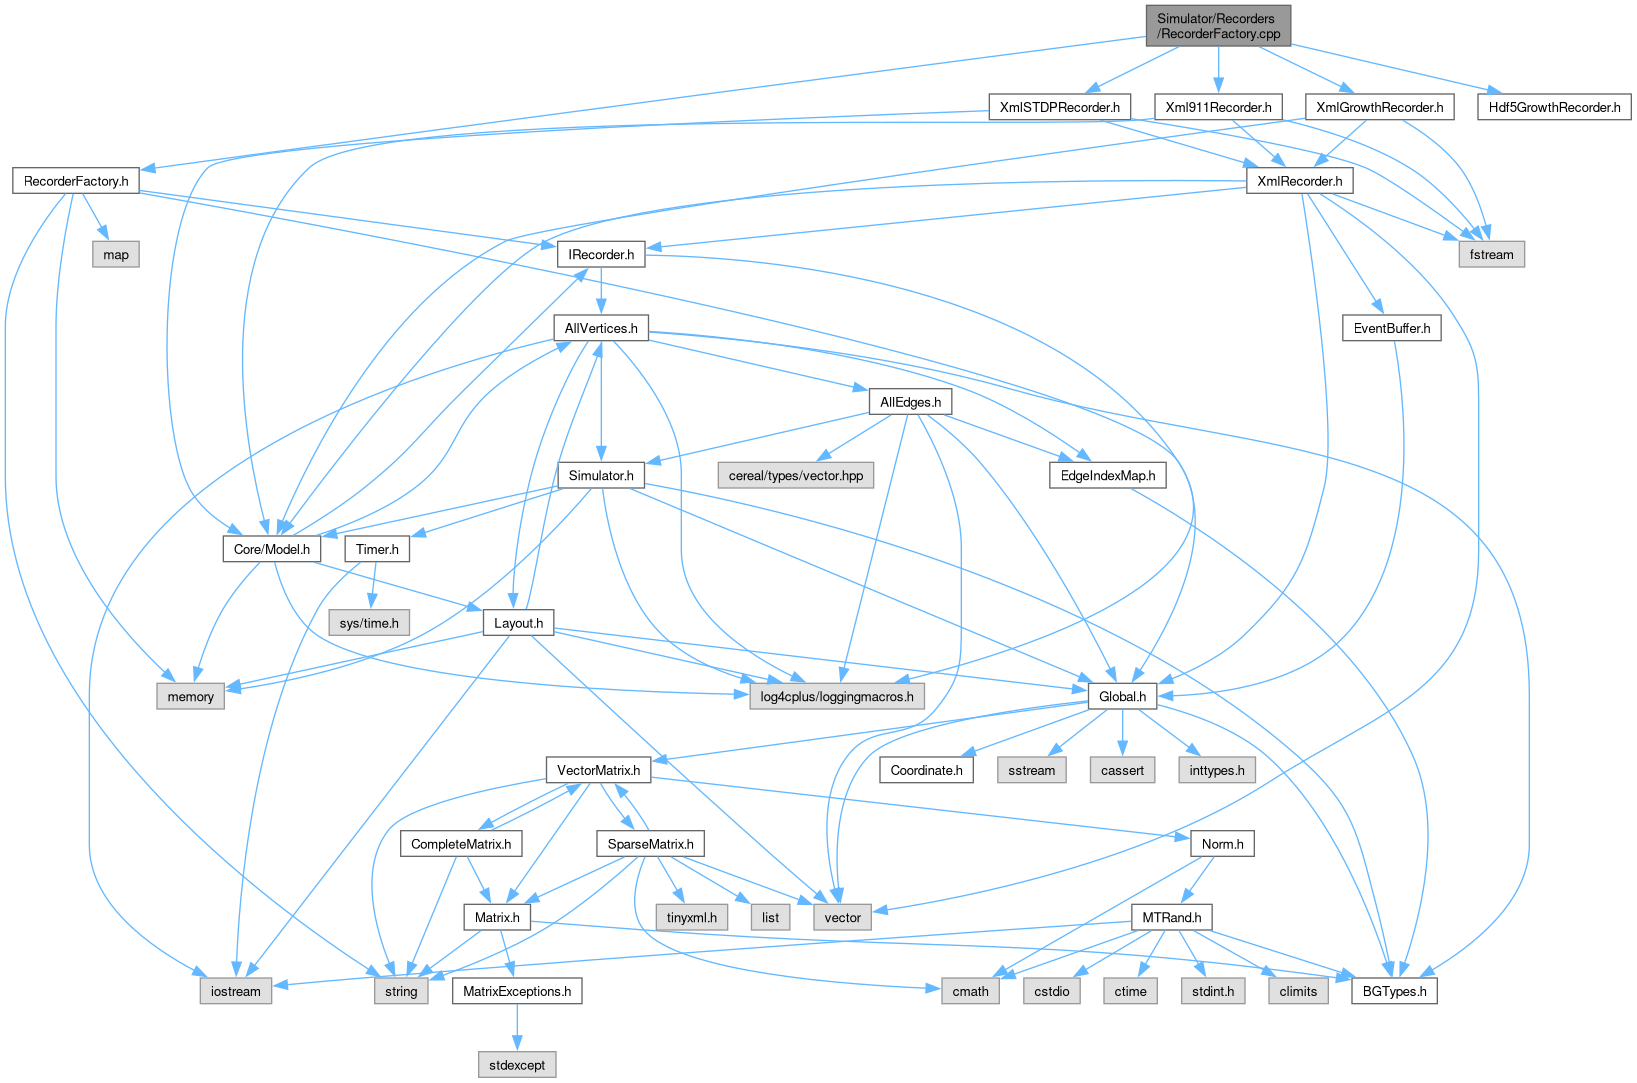 Simulator/Recorders
/RecorderFactory.cpp
XmlSTDPRecorder.h
Xml911Recorder.h
XmlGrowthRecorder.h
Hdf5GrowthRecorder.h
RecorderFactory.h
XmlRecorder.h
map
IRecorder.h
fstream
AllVertices.h
EventBuffer.h
AllEdges.h
Simulator.h
cereal/types/vector.hpp
EdgeIndexMap.h
Core/Model.h
Timer.h
sys/time.h
Layout.h
memory
log4cplus/loggingmacros.h
Global.h
VectorMatrix.h
Coordinate.h
sstream
cassert
inttypes.h
CompleteMatrix.h
SparseMatrix.h
Norm.h
Matrix.h
tinyxml.h
list
vector
MTRand.h
iostream
string
MatrixExceptions.h
cmath
cstdio
ctime
stdint.h
climits
BGTypes.h
stdexcept